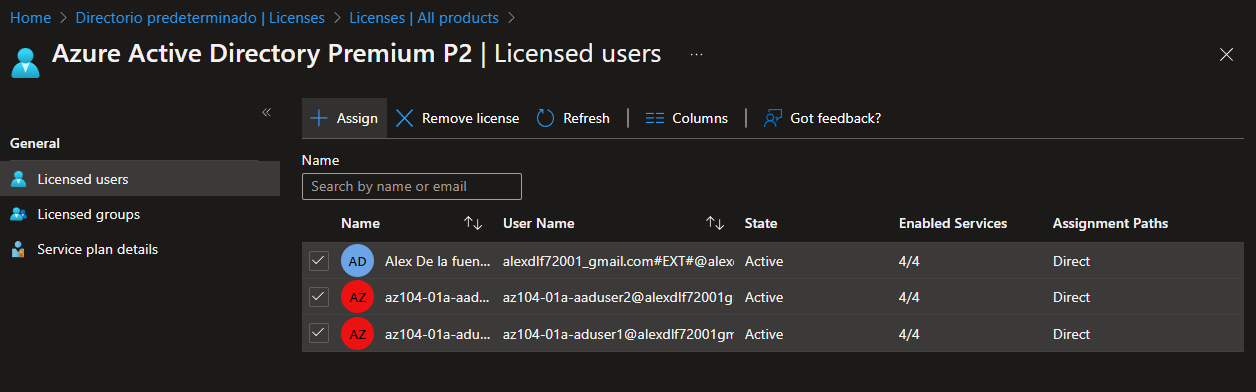 Home > Directorio predeterminado | Licenses > Licenses | All products >
Azure Active Directory Premium P2 | Licensed users ...
«
General
Licensed users
Licensed groups
Service plan details
Assign Remove license Refresh Columns Got feedback?
Name
Search by name or email
Name User Name State Enabled Services Assignment Paths
AD Alex De la fuen... alexdlf72001_gmail.com#EXT#@alex Active 4/4 Direct
AZ az104-01a-aad... az104-01a-aaduser2@alexdlf72001g Active 4/4 Direct
AZ az104-01a-adu... az104-01a-aduser1@alexdlf72001gm Active 4/4 Direct